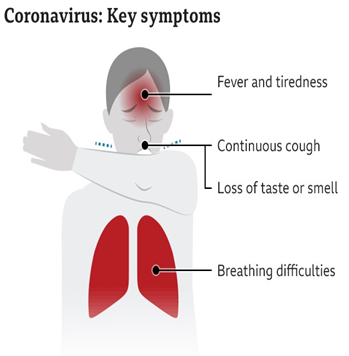 Coronavirus: Key symptoms
Fever and tiredness
Continuous cough
Loss of taste or smell
Breathing difficulties